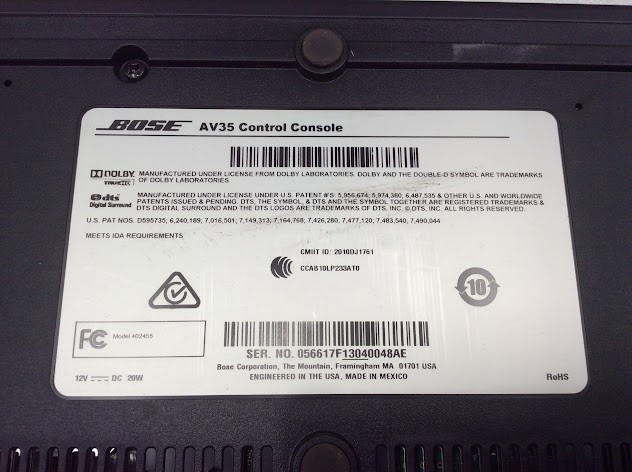 BOSE AV35 Control Console
DOLBY MANUFACTURED UNDER LICENSE FROM DOLBY LABORATORIES. DOLBY AND THE DOUBLE-D SYMBOL ARE TRADEMARKS
TRUEHD OF DOLBY LABORATORIES.
dts MANUFACTURED UNDER LICENSE UNDER U.S. PATENT #'S: 5,956,674; 5,974,380; 6,487,535 & OTHER U.S. AND WORLDWIDE
Digital Surround PATENTS ISSUED & PENDING. DTS, THE SYMBOL, & DTS AND THE SYMBOL TOGETHER ARE REGISTERED TRADEMARKS &
DTS DIGITAL SURROUND AND THE DTS LOGOS ARE TRADEMARKS OF DTS, INC. © DTS, INC. ALL RIGHTS RESERVED.
U.S. PAT NOS. D595735; 6,240,189; 7,016,501; 7,149,313; 7,164,768; 7,426,280; 7,477,120; 7,483,540; 7,490,044
MEETS IDA REQUIREMENTS
CMIIT ID: 2010DJ1761
CCAB10LP233AT0
10
FC Model 402455
SER. NO. 056617F13040048AE
Bose Corporation, The Mountain, Framingham MA 01701 USA
12V DC 20W ENGINEERED IN THE USA, MADE IN MEXICO RoHS